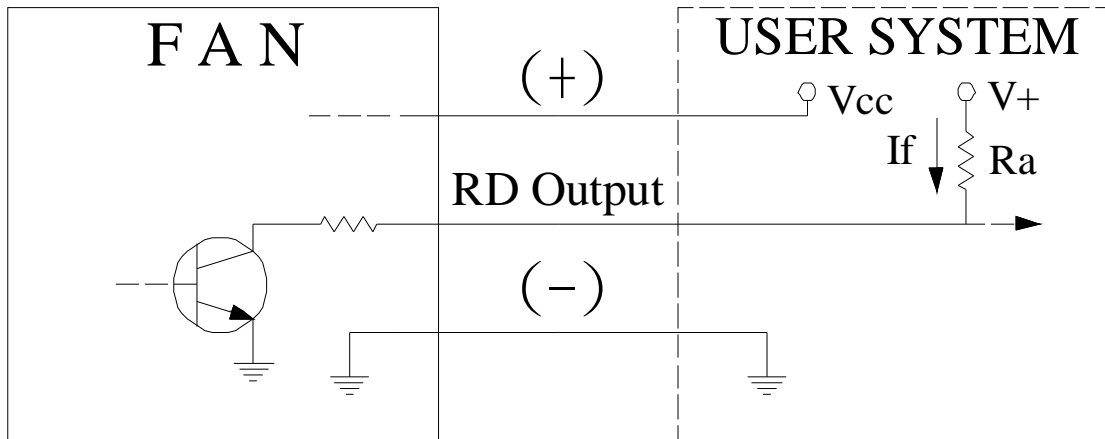 F A N
USER SYSTEM
(+)
Vcc
V+
If
Ra
RD Output
(-)